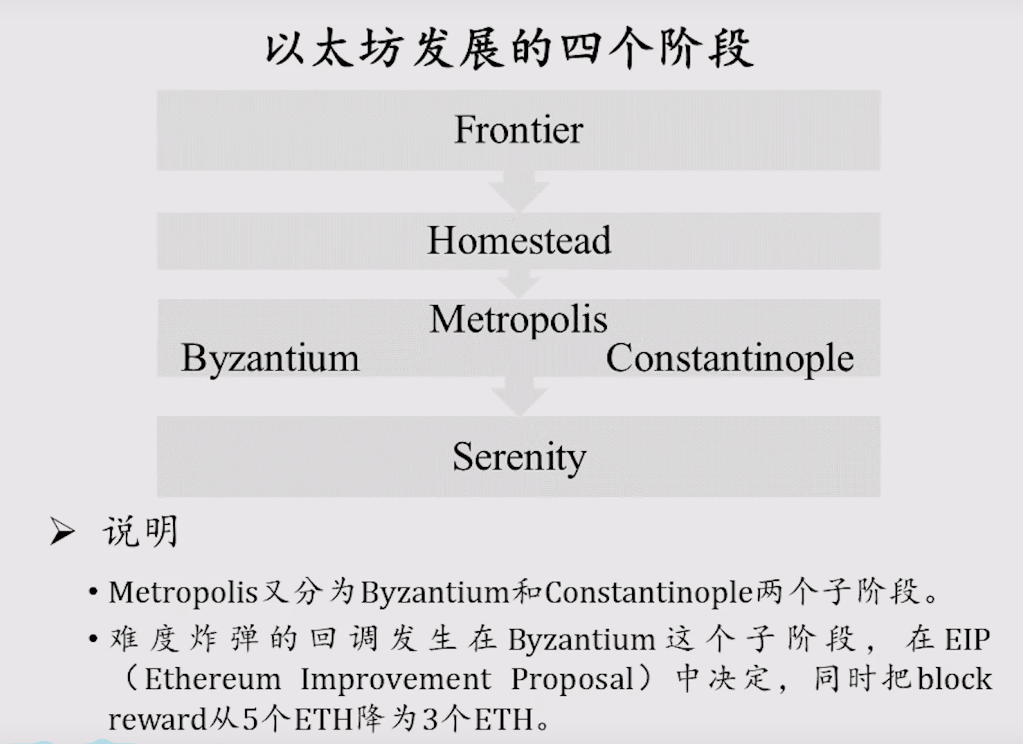 以太坊发展的四个阶段
Frontier
Homestead
Metropolis
Byzantium Constantinople
Serenity
➢ 说明
• Metropolis又分为Byzantium和Constantinople两个子阶段。
• 难度炸弹的回调发生在Byzantium这个子阶段，在EIP
（Ethereum Improvement Proposal）中决定，同时把block
reward从5个ETH降为3个ETH。